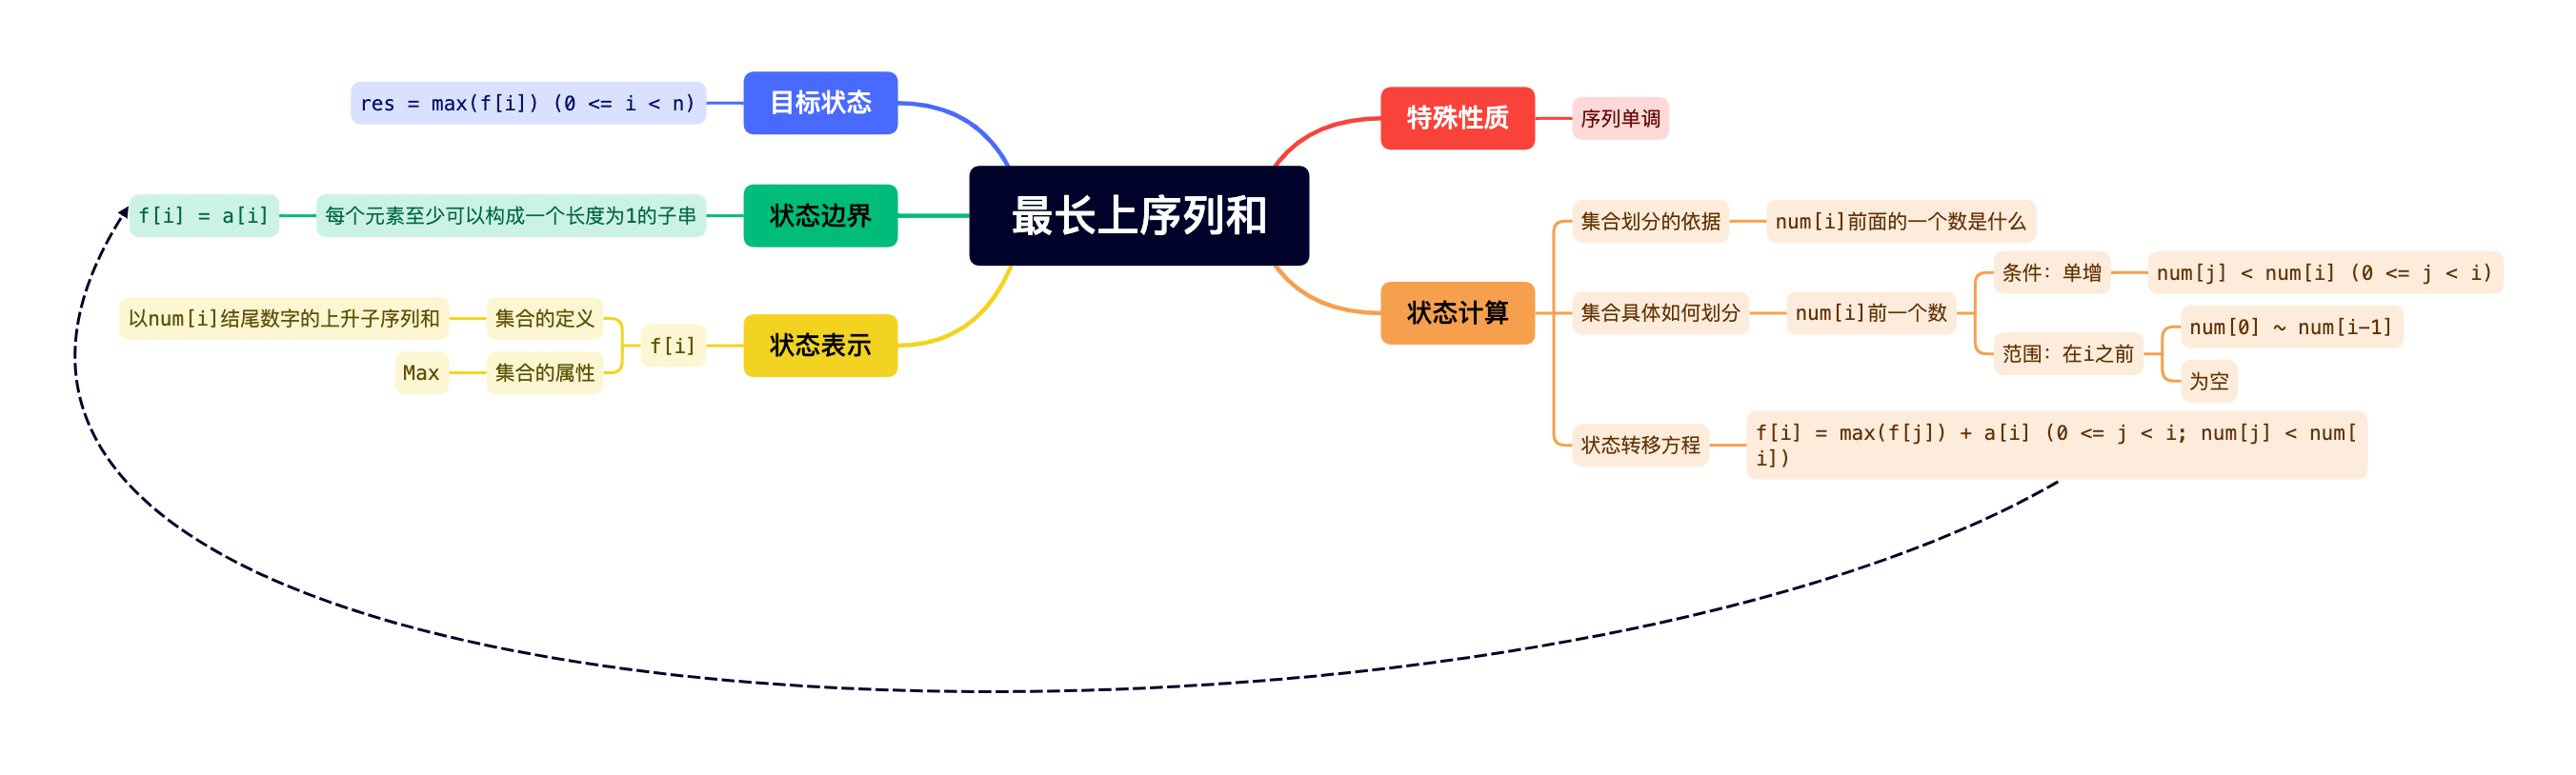 最长上序列和
特殊性质
序列单调
状态计算
集合划分的依据
num[i]前面的一个数是什么
集合具体如何划分
num[i]前一个数
条件：单增
num[j] < num[i] (0 <= j < i)
范围：在i之前
num[0] ~ num[i-1]
为空
状态转移方程
f[i] = max(f[j]) + a[i] (0 <= j < i; num[j] < num[
i])
目标状态
res = max(f[i]) (0 <= i < n)
状态边界
每个元素至少可以构成一个长度为1的子串
f[i] = a[i]
状态表示
f[i]
集合的定义
以num[i]结尾数字的上升子序列和
集合的属性
Max